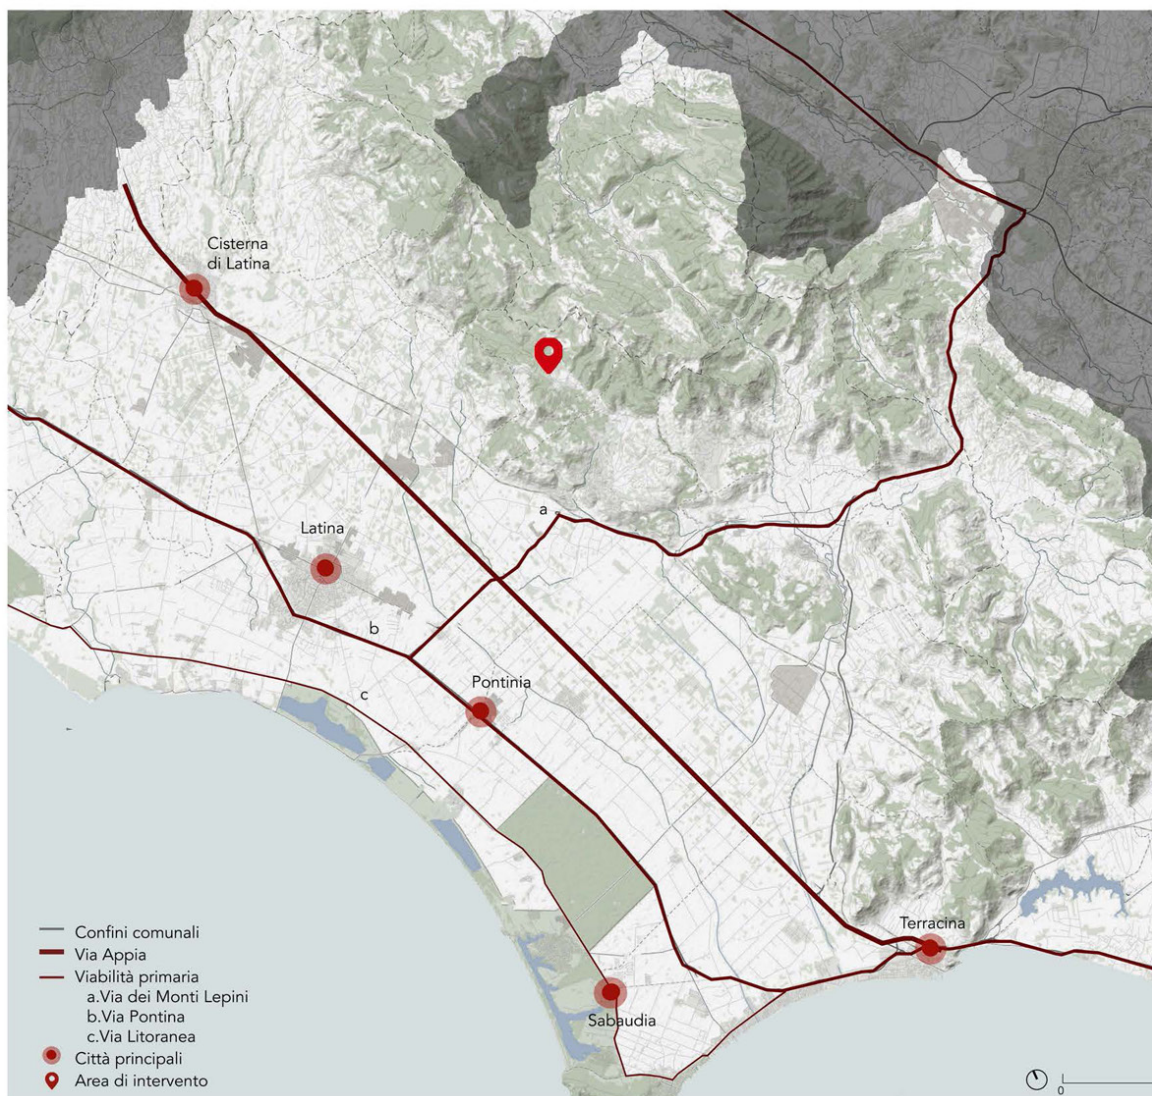 Cisterna
di Latina
a
Latina
b
Pontinia
c
Terracina
Sabaudia
Confini comunali
Via Appia
Viabilità primaria
a.Via dei Monti Lepini
b.Via Pontina
c.Via Litoranea
Città principali
Area di intervento
0